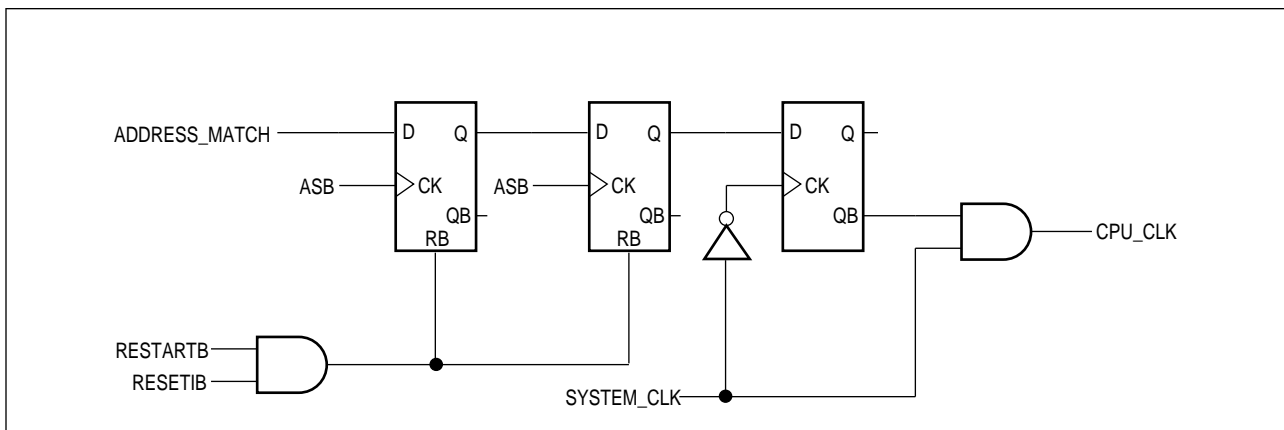 ADDRESS_MATCH
D
Q
D
Q
D
Q
ASB
CK
ASB
CK
CK
QB
QB
QB
RB
RB
CPU_CLK
RESTARTB
RESETIB
SYSTEM_CLK